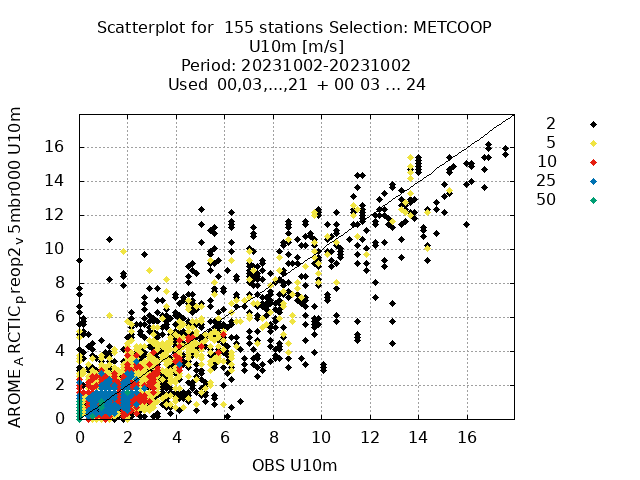 Scatterplot for 155 stations Selection: METCOOP
U10m [m/s]
Period: 20231002-20231002
Used 00,03,...,21 + 00 03 ... 24
AROME_ARCTIC_preop2_v5mbr000 U10m
16
14
12
10
8
6
4
2
0
0 2 4 6 8 10 12 14 16
OBS U10m
2
5
10
25
50